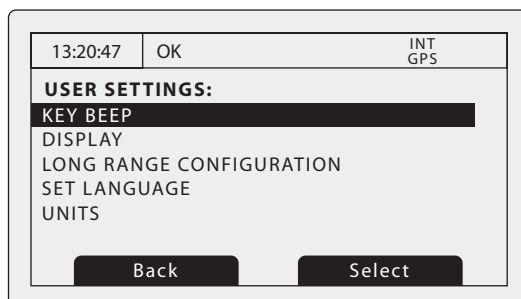 13:20:47 OK INT
GPS
USER SETTINGS:
KEY BEEP
DISPLAY
LONG RANGE CONFIGURATION
SET LANGUAGE
UNITS
Back Select